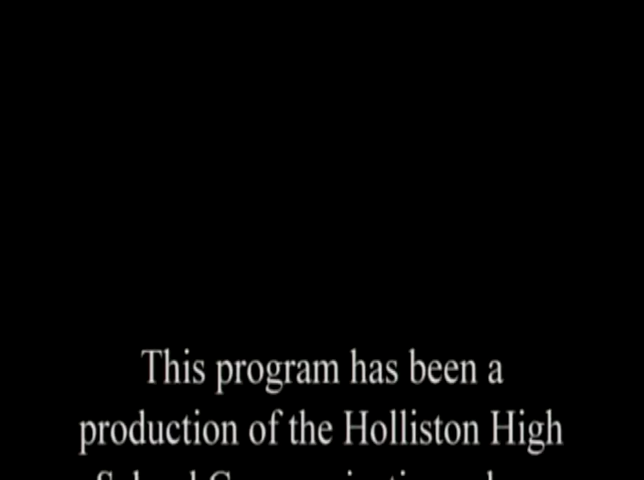 This program has been a
production of the Holliston High